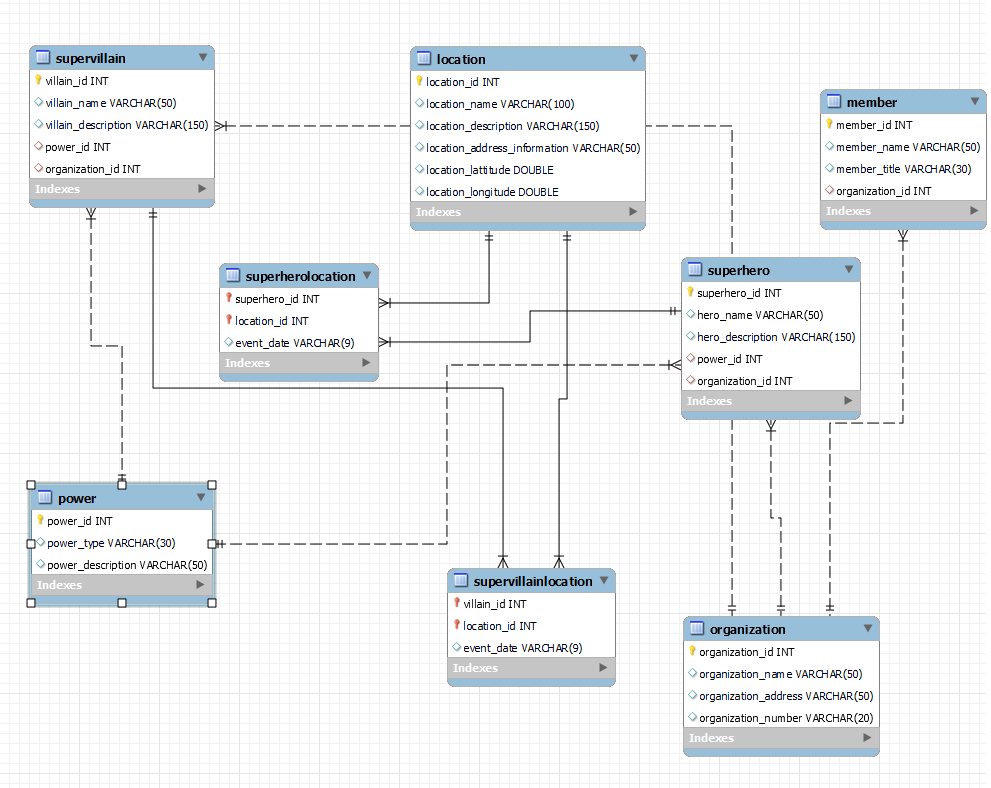 supervillain
villain_id INT
villain_name VARCHAR(50)
villain_description VARCHAR(150)
power_id INT
organization_id INT
Indexes
location
location_id INT
location_name VARCHAR(100)
location_description VARCHAR(150)
location_address_information VARCHAR(50)
location_lattitude DOUBLE
location_longitude DOUBLE
Indexes
member
member_id INT
member_name VARCHAR(50)
member_title VARCHAR(30)
organization_id INT
Indexes
superherolocation
superhero_id INT
location_id INT
event_date VARCHAR(9)
Indexes
superhero
superhero_id INT
hero_name VARCHAR(50)
hero_description VARCHAR(150)
power_id INT
organization_id INT
Indexes
power
power_id INT
power_type VARCHAR(30)
power_description VARCHAR(50)
Indexes
supervillainlocation
villain_id INT
location_id INT
event_date VARCHAR(9)
Indexes
organization
organization_id INT
organization_name VARCHAR(50)
organization_address VARCHAR(50)
organization_number VARCHAR(20)
Indexes